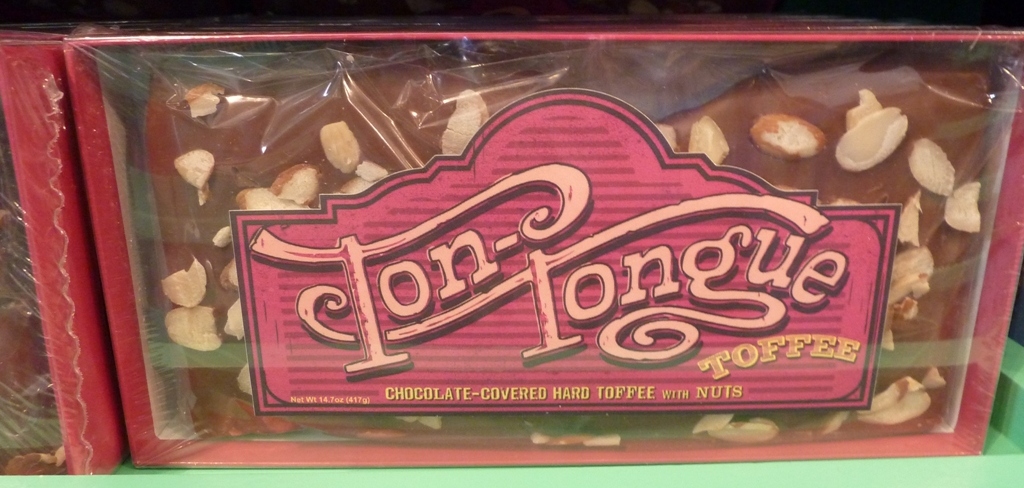 Ton-Tongue
TOFFEE
Net Wt 14.7oz (417g)
CHOCOLATE-COVERED HARD TOFFEE WITH NUTS